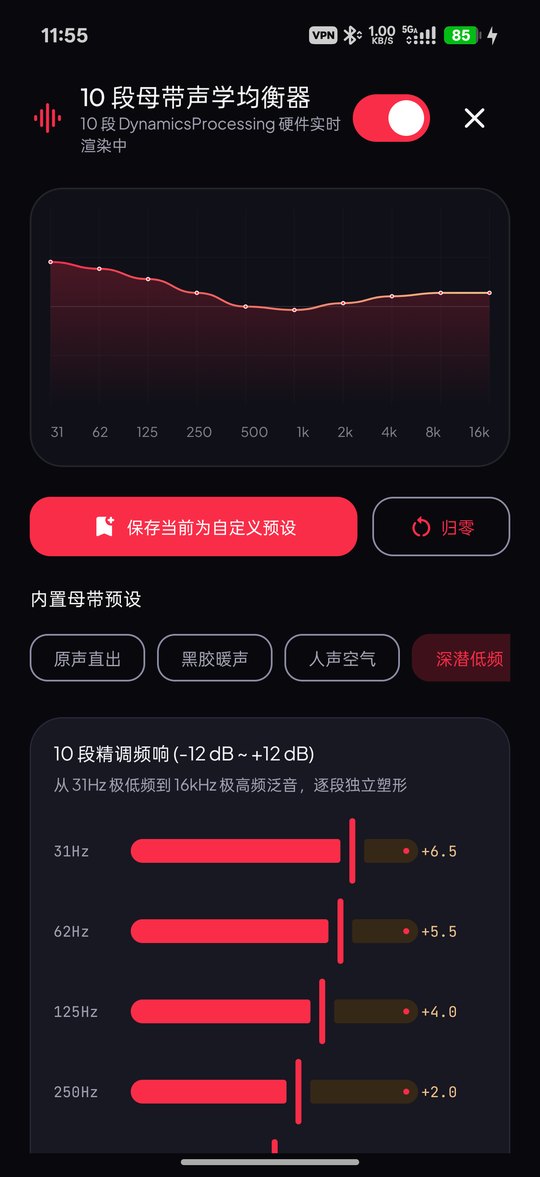 11:55
VPN 1.00 KB/S 5GA 85
10 段母带声学均衡器
10 段 DynamicsProcessing 硬件实时
渲染中
31 62 125 250 500 1k 2k 4k 8k 16k
保存当前为自定义预设 归零
内置母带预设
原声直出 黑胶暖声 人声空气 深潜低频
10 段精调频响 (-12 dB ~ +12 dB)
从 31Hz 极低频到 16kHz 极高频泛音，逐段独立塑形
31Hz +6.5
62Hz +5.5
125Hz +4.0
250Hz +2.0